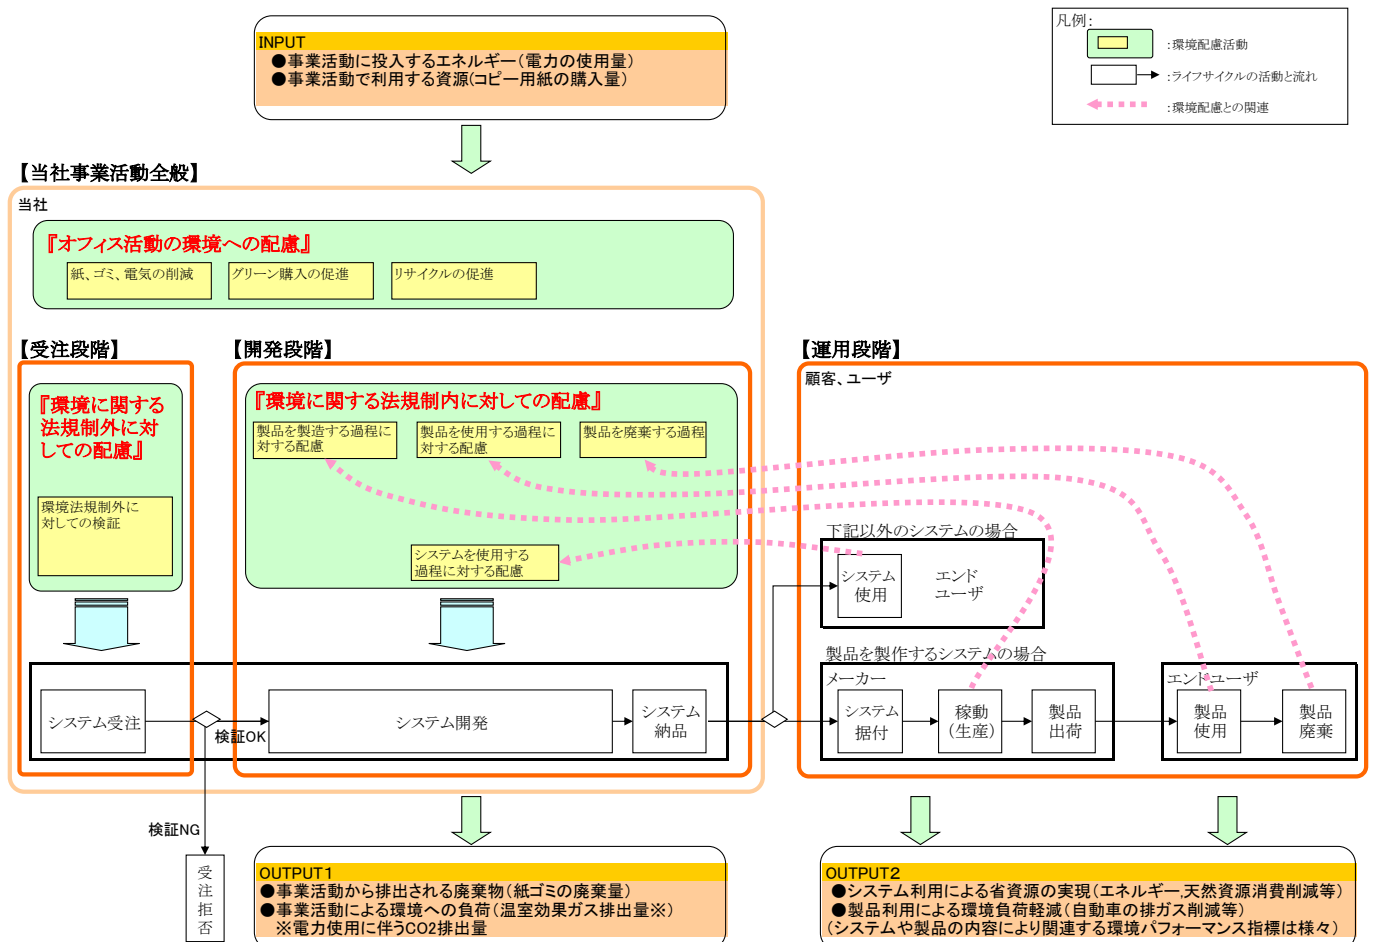 INPUT
●事業活動に投入するエネルギー(電力の使用量)
●事業活動で利用する資源(コピー用紙の購入量)
凡例:
:環境配慮活動
:ライフサイクルの活動と流れ
:環境配慮との関連
【当社事業活動全般】
当社
『オフィス活動の環境への配慮』
紙、ゴミ、電気の削減
グリーン購入の促進
リサイクルの促進
【受注段階】
『環境に関する
法規制外に対
しての配慮』
環境法規制外に
対しての検証
【開発段階】
『環境に関する法規制内に対しての配慮』
製品を製造する過程に
対する配慮
製品を使用する過程に
対する配慮
製品を廃棄する過程
システムを使用する
過程に対する配慮
【運用段階】
顧客、ユーザ
下記以外のシステムの場合
システム
使用
エンド
ユーザ
製品を製作するシステムの場合
メーカー
システム
据付
稼動
(生産)
製品
出荷
エンドユーザ
製品
使用
製品
廃棄
システム受注
検証OK
システム開発
システム
納品
検証NG
受
注
拒
否
OUTPUT1
●事業活動から排出される廃棄物(紙ゴミの廃棄量)
●事業活動による環境への負荷(温室効果ガス排出量※)
※電力使用に伴うCO2排出量
OUTPUT2
●システム利用による省資源の実現(エネルギー,天然資源消費削減等)
●製品利用による環境負荷軽減(自動車の排ガス削減等)
(システムや製品の内容により関連する環境パフォーマンス指標は様々)